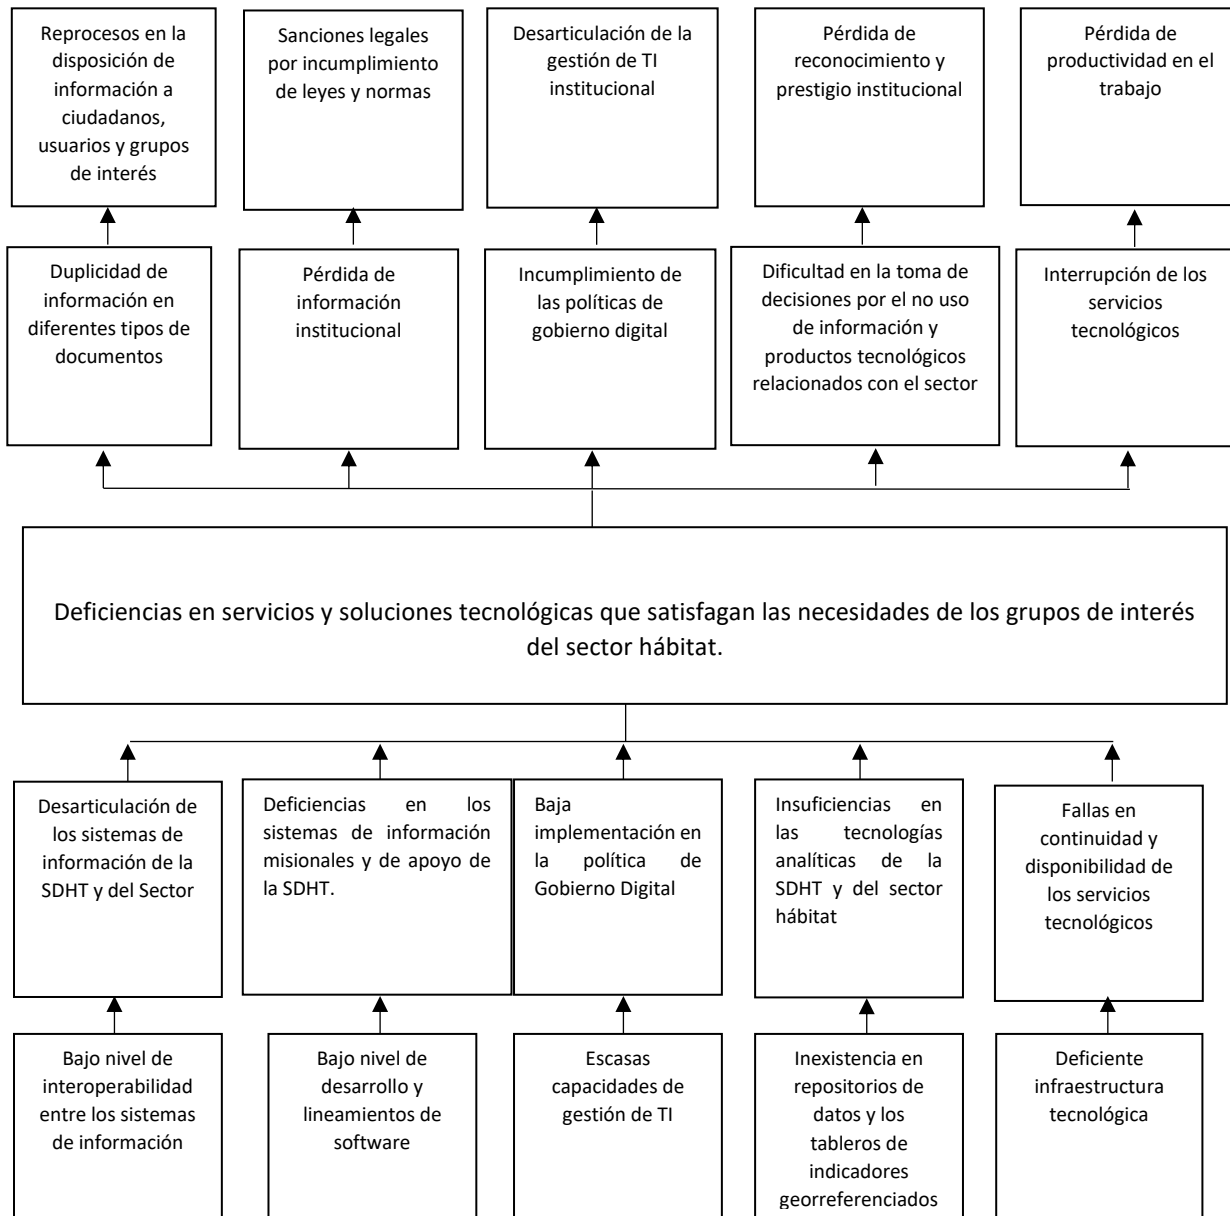 Reprocesos en la
disposición de
información a
ciudadanos,
usuarios y grupos
de interés
Sanciones legales
por incumplimiento
de leyes y normas
Desarticulación de la
gestión de TI
institucional
Pérdida de
reconocimiento y
prestigio institucional
Pérdida de
productividad en el
trabajo
Duplicidad de
información en
diferentes tipos de
documentos
Pérdida de
información
institucional
Incumplimiento de
las políticas de
gobierno digital
Dificultad en la toma de
decisiones por el no uso
de información y
productos tecnológicos
relacionados con el sector
Interrupción de los
servicios
tecnológicos
Deficiencias en servicios y soluciones tecnológicas que satisfagan las necesidades de los grupos de interés
del sector hábitat.
Desarticulación de
los sistemas de
información de la
SDHT y del Sector
Deficiencias en los
sistemas de información
misionales y de apoyo de
la SDHT.
Baja
implementación en
la política de
Gobierno Digital
Insuficiencias en
las tecnologías
analíticas de la
SDHT y del sector
hábitat
Fallas en
continuidad y
disponibilidad de
los servicios
tecnológicos
Bajo nivel de
interoperabilidad
entre los sistemas
de información
Bajo nivel de
desarrollo y
lineamientos de
software
Escasas
capacidades de
gestión de TI
Inexistencia en
repositorios de
datos y los
tableros de
indicadores
georreferenciados
Deficiente
infraestructura
tecnológica